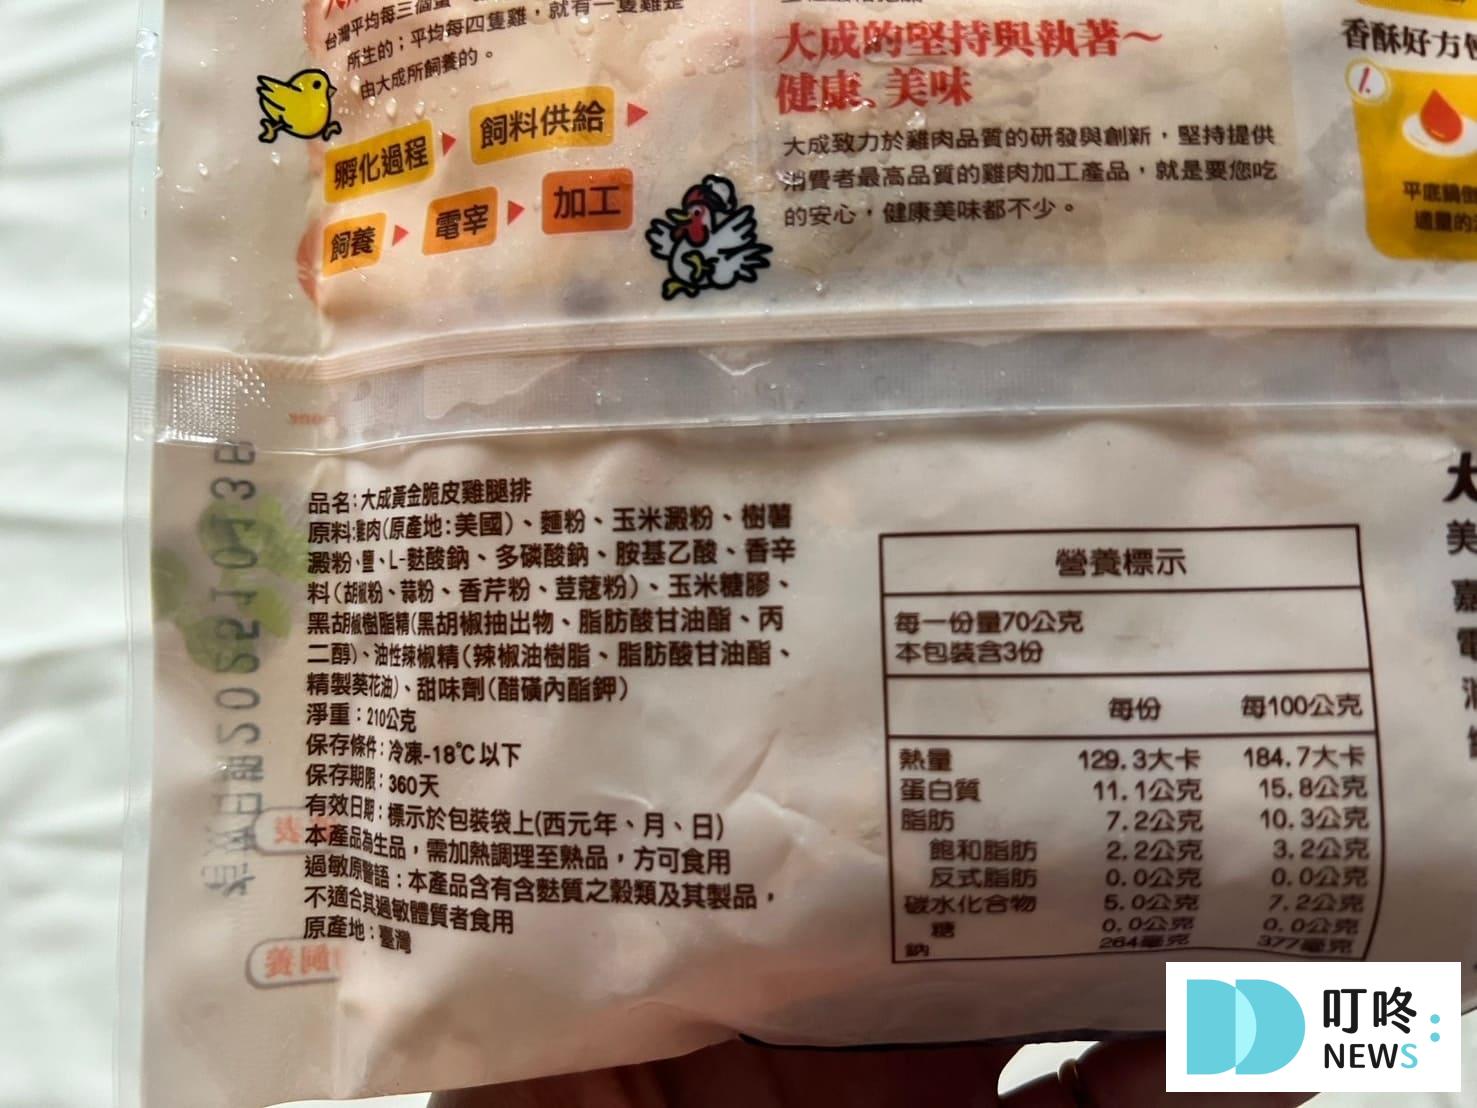 台灣平均每三個蛋
所生的；平均每四隻雞，就有一隻雞是
由大成所飼養的。
孵化過程
飼料供給
飼養
電宰
加工
大成的堅持與執著～
健康、美味
大成致力於雞肉品質的研發與創新，堅持提供
消費者最高品質的雞肉加工產品，就是要您吃
的安心，健康美味都不少。
香酥好方
1.
平底鍋
適量的
品名：大成黃金脆皮雞腿排
原料：雞肉(原產地：美國)、麵粉、玉米澱粉、樹薯
澱粉、鹽、L-麩酸鈉、多磷酸鈉、胺基乙酸、香辛
料(胡椒粉、蒜粉、香芹粉、荳蔻粉)、玉米糖膠、
黑胡椒樹脂精(黑胡椒抽出物、脂肪酸甘油酯、丙
二醇)、油性辣椒精(辣椒油樹脂、脂肪酸甘油酯、
精製葵花油)、甜味劑(醋磺內酯鉀)
淨重：210公克
保存條件：冷凍-18℃以下
保存期限：360天
有效日期：標示於包裝袋上(西元年、月、日)
本產品為生品，需加熱調理至熟品，方可食用
過敏原警語：本產品含有含麩質之穀類及其製品，
不適合其過敏體質者食用
原產地：臺灣
營養標示
每一份量70公克
本包裝含3份
每份 每100公克
熱量 129.3大卡 184.7大卡
蛋白質 11.1公克 15.8公克
脂肪 7.2公克 10.3公克
飽和脂肪 2.2公克 3.2公克
反式脂肪 0.0公克 0.0公克
碳水化合物 5.0公克 7.2公克
糖 0.0公克 0.0公克
鈉 264毫克 377毫克
大
美
嘉
電
叮咚：
NEWS